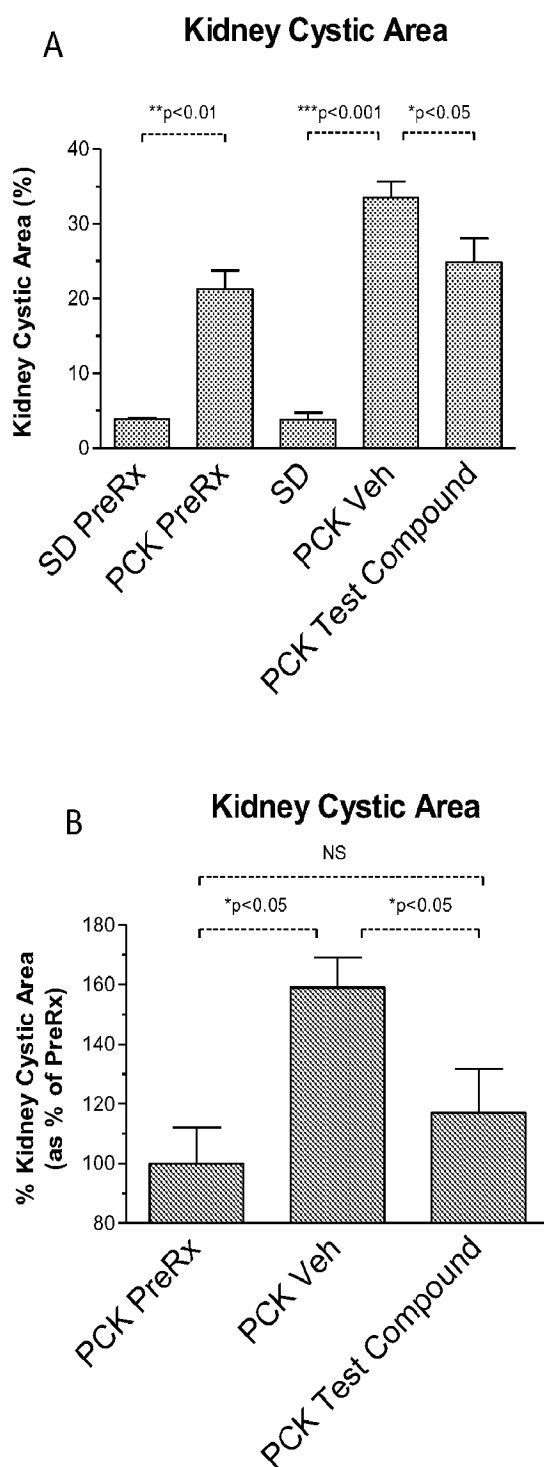 A
Kidney Cystic Area
**p<0.01
***p<0.001
*p<0.05
Kidney Cystic Area (%)
40
30
20
10
0
SD PreRx
PCK PreRx
SD
PCK Veh
PCK Test Compound
B
Kidney Cystic Area
NS
*p<0.05
*p<0.05
% Kidney Cystic Area
(as % of PreRx)
180
160
140
120
100
80
PCK PreRx
PCK Veh
PCK Test Compound